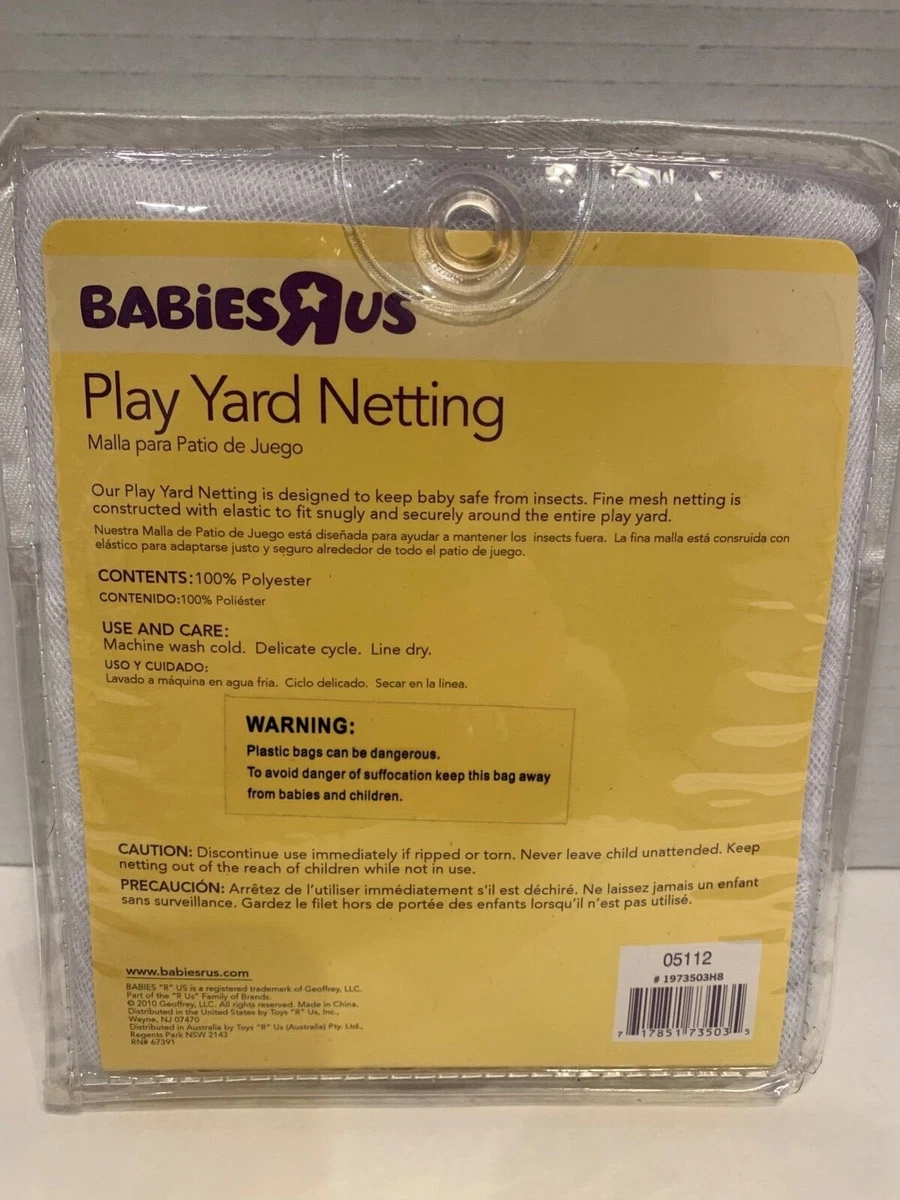 BABiESRUS
Play Yard Netting
Malla para Patio de Juego
Our Play Yard Netting is designed to keep baby safe from insects. Fine mesh netting is
constructed with elastic to fit snugly and securely around the entire play yard.
Nuestra Malla de Patio de Juego está diseñada para ayudar a mantener los insects fuera. La fina malla está consruida con
elástico para adaptarse justo y seguro alrededor de todo el patio de juego.
CONTENTS:100% Polyester
CONTENIDO:100% Poliéster
USE AND CARE:
Machine wash cold. Delicate cycle. Line dry.
USO Y CUIDADO:
Lavado a máquina en agua fria. Ciclo delicado. Secar en la linea.
WARNING:
Plastic bags can be dangerous.
To avoid danger of suffocation keep this bag away
from babies and children.
CAUTION: Discontinue use immediately if ripped or torn. Never leave child unattended. Keep
netting out of the reach of children while not in use.
PRECAUCIÓN: Arrêtez de l'utiliser immédiatement s'il est déchiré. Ne laissez jamais un enfant
sans surveillance. Gardez le filet hors de portée des enfants lorsqu'il n'est pas utilisé.
www.babiesrus.com
BABIES "R" US is a registered trademark of Geoffrey, LLC.
Part of the "R Us" Family of Brands.
© 2010 Geoffrey, LLC. All rights reserved. Made in China.
Distributed in the United States by Toys "R" Us, Inc.,
Wayne, NJ 07470
Distributed in Australia by Toys "R" Us (Australia) Pty. Ltd.,
Regents Park NSW 2143
RN# 67391
05112
# 1973503H8
7 17851 73503 5